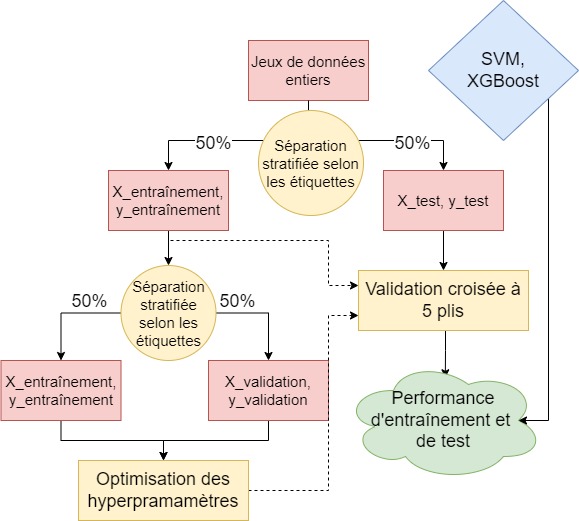 Jeux de données
entiers
SVM,
XGBoost
50%
Séparation
stratifiée selon
les étiquettes
50%
X_entraînement,
y_entraînement
X_test, y_test
Séparation
stratifiée
selon les
étiquettes
50%
50%
Validation croisée à
5 plis
X_entraînement,
y_entraînement
X_validation,
y_validation
Performance
d'entraînement et
de test
Optimisation des
hyperpramamètres